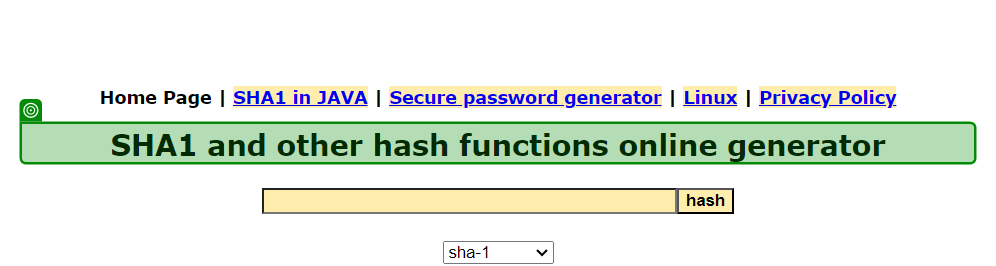 Home Page | SHA1 in JAVA | Secure password generator | Linux | Privacy Policy
SHA1 and other hash functions online generator
hash
sha-1